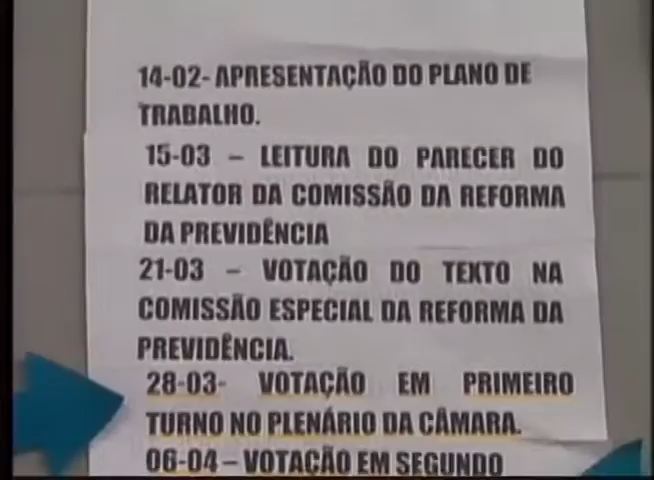 14-02- APRESENTAÇÃO DO PLANO DE
TRABALHO.
15-03 – LEITURA DO PARECER DO
RELATOR DA COMISSÃO DA REFORMA
DA PREVIDÊNCIA
21-03 – VOTAÇÃO DO TEXTO NA
COMISSÃO ESPECIAL DA REFORMA DA
PREVIDÊNCIA.
28-03- VOTAÇÃO EM PRIMEIRO
TURNO NO PLENÁRIO DA CÂMARA.
06-04 – VOTAÇÃO EM SEGUNDO